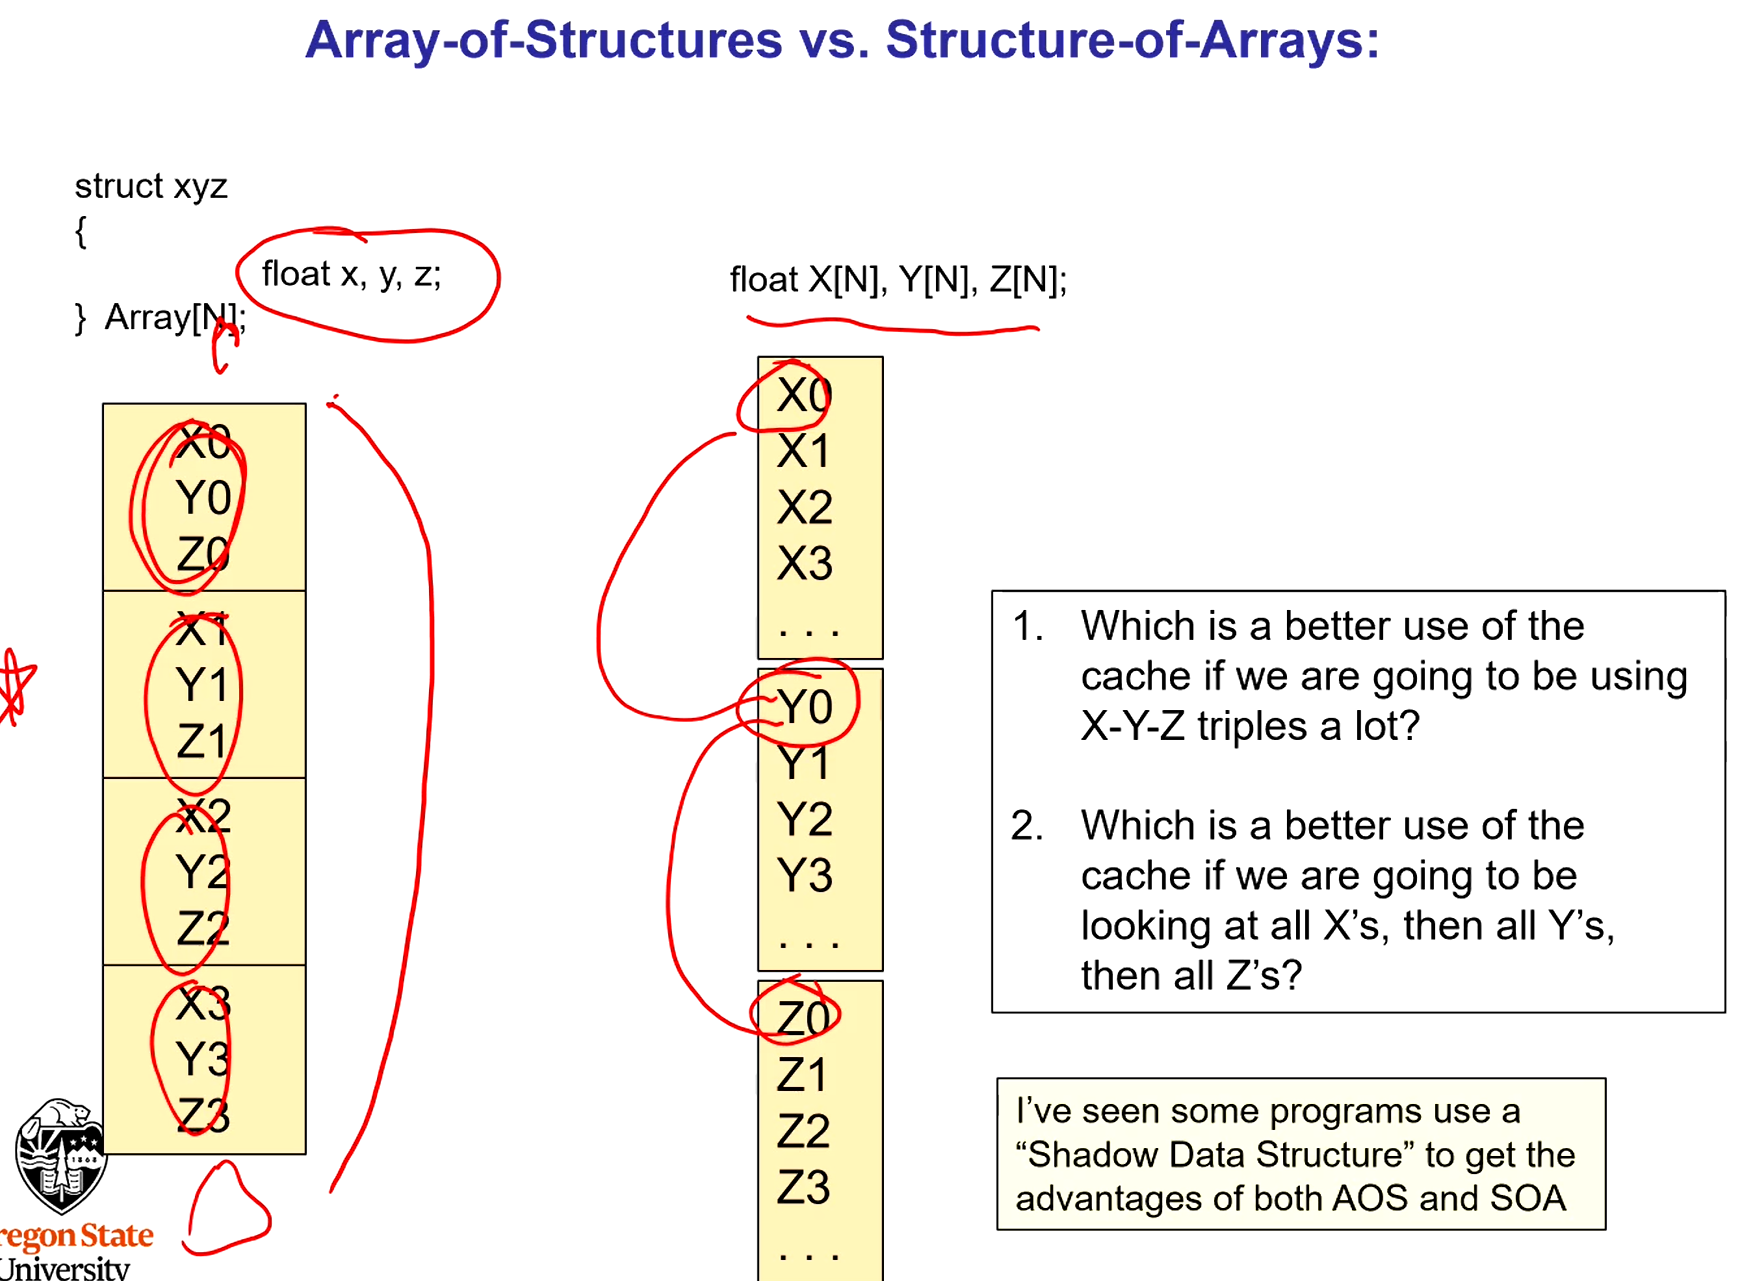 Array-of-Structures vs. Structure-of-Arrays:
struct xyz
{
float x, y, z;
} Array[N];
X0
Y0
Z0
X1
Y1
Z1
X2
Y2
Z2
X3
Y3
Z3
float X[N], Y[N], Z[N];
X0
X1
X2
X3
. . .
Y0
Y1
Y2
Y3
. . .
Z0
Z1
Z2
Z3
. . .
1. Which is a better use of the
cache if we are going to be using
X-Y-Z triples a lot?
2. Which is a better use of the
cache if we are going to be
looking at all X’s, then all Y’s,
then all Z’s?
I’ve seen some programs use a
“Shadow Data Structure” to get the
advantages of both AOS and SOA
1868
regon State
University